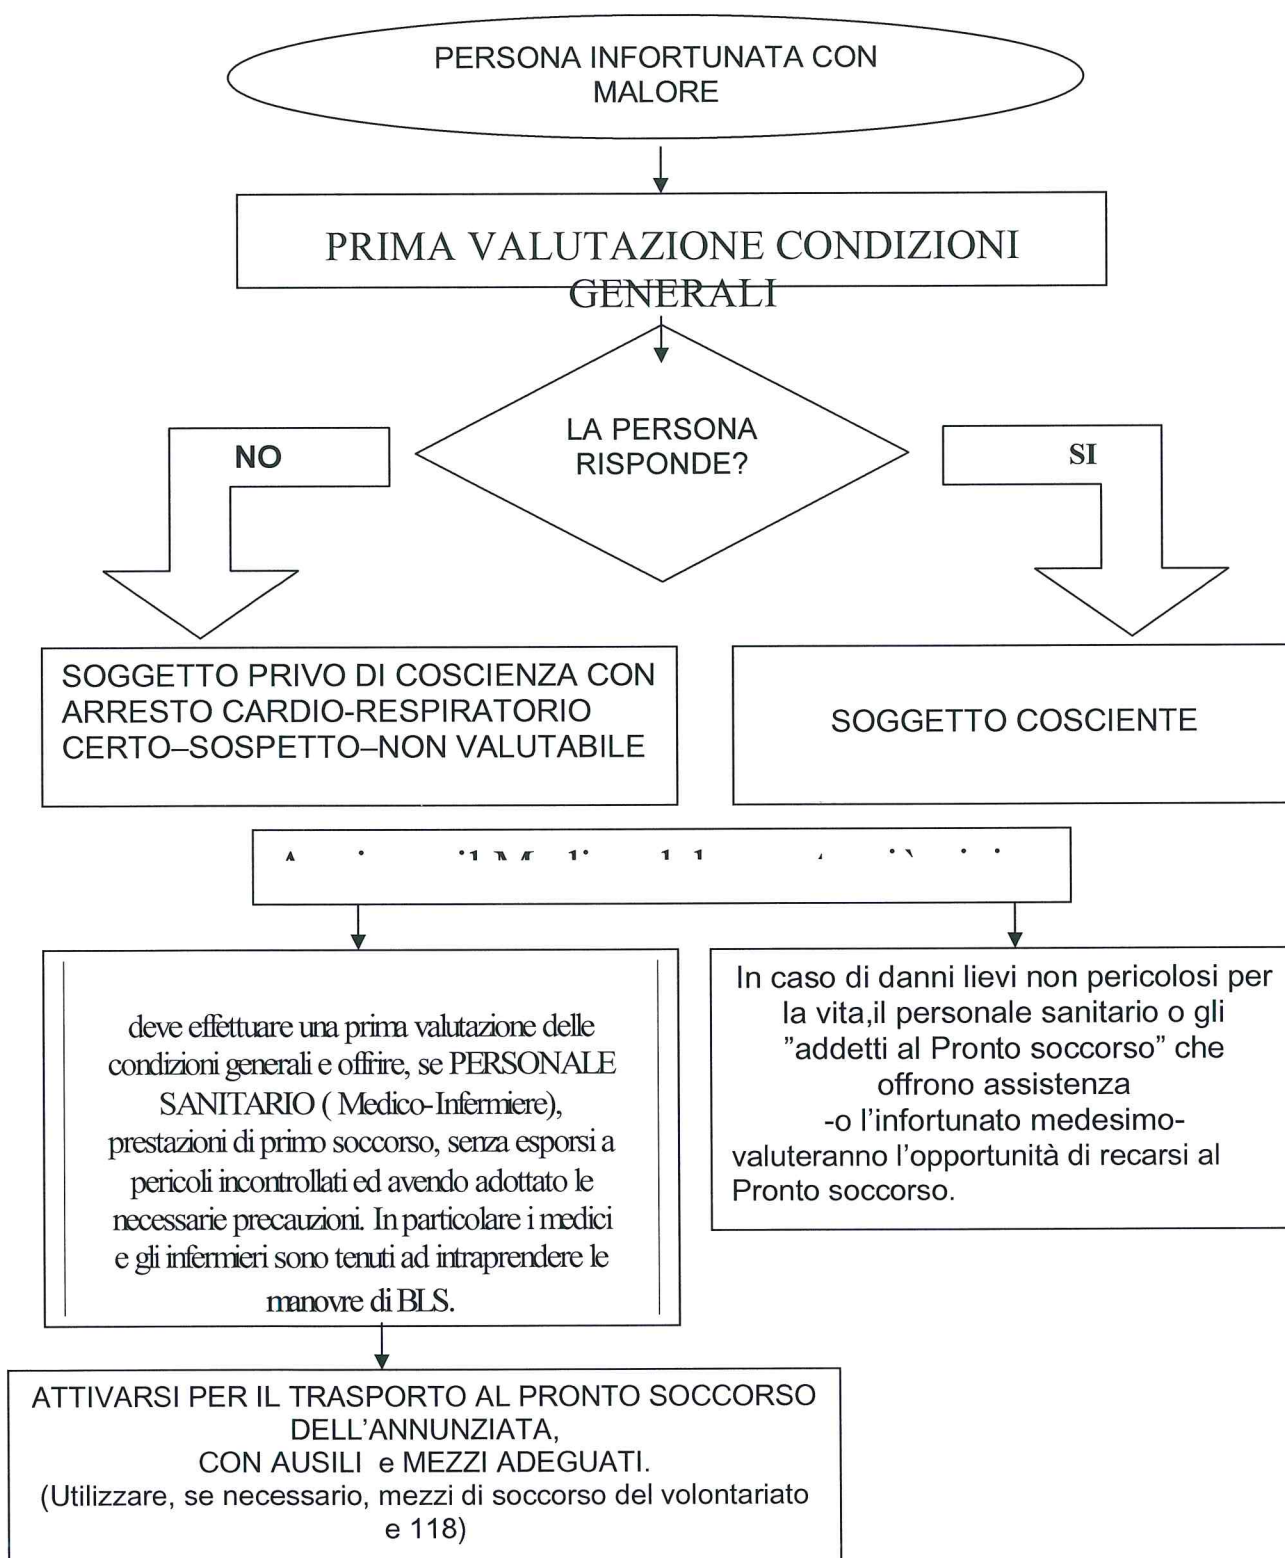 PERSONA INFORTUNATA CON
MALORE
PRIMA VALUTAZIONE CONDIZIONI
GENERALI
LA PERSONA
RISPONDE?
NO
SI
SOGGETTO PRIVO DI COSCIENZA CON
ARRESTO CARDIO-RESPIRATORIO
CERTO–SOSPETTO–NON VALUTABILE
SOGGETTO COSCIENTE
deve effettuare una prima valutazione delle
condizioni generali e offrire, se PERSONALE
SANITARIO ( Medico-Infermiere),
prestazioni di primo soccorso, senza esporsi a
pericoli incontrollati ed avendo adottato le
necessarie precauzioni. In particolare i medici
e gli infermieri sono tenuti ad intraprendere le
manovre di BLS.
In caso di danni lievi non pericolosi per
la vita,il personale sanitario o gli
"addetti al Pronto soccorso" che
offrono assistenza
-o l'infortunato medesimo-
valuteranno l'opportunità di recarsi al
Pronto soccorso.
ATTIVARSI PER IL TRASPORTO AL PRONTO SOCCORSO
DELL'ANNUNZIATA,
CON AUSILI e MEZZI ADEGUATI.
(Utilizzare, se necessario, mezzi di soccorso del volontariato
e 118)